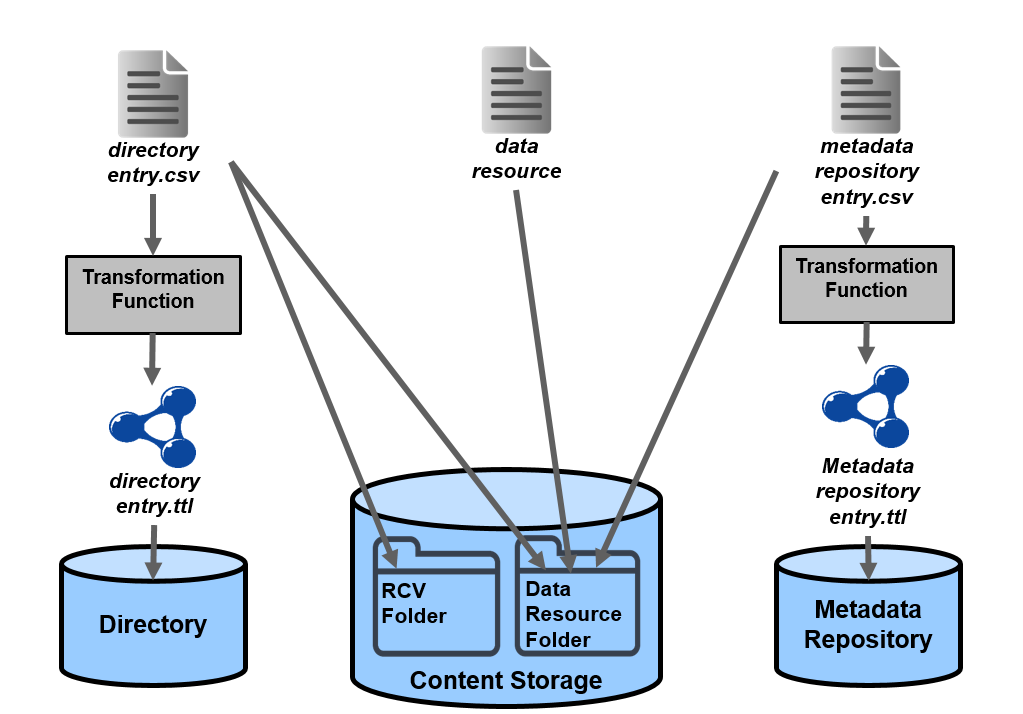 directory
entry.csv
data
resource
metadata
repository
entry.csv
Transformation
Function
Transformation
Function
directory
entry.ttl
Metadata
repository
entry.ttl
Directory
RCV
Folder
Data
Resource
Folder
Content Storage
Metadata
Repository